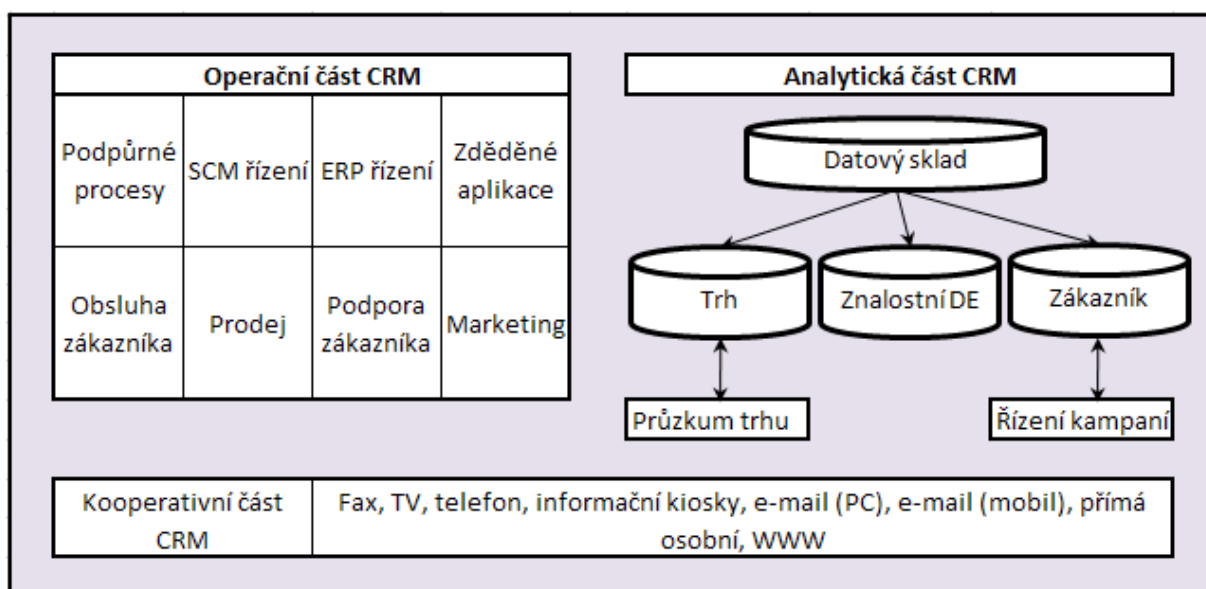 Operační část CRM
Podpůrné
procesy
SCM řízení
ERP řízení
Zděděné
aplikace
Obsluha
zákazníka
Prodej
Podpora
zákazníka
Marketing
Analytická část CRM
Datový sklad
Trh
Znalostní DE
Zákazník
Průzkum trhu
Řízení kampaní
Kooperativní část
CRM
Fax, TV, telefon, informační kiosky, e-mail (PC), e-mail (mobil), přímá
osobní, WWW